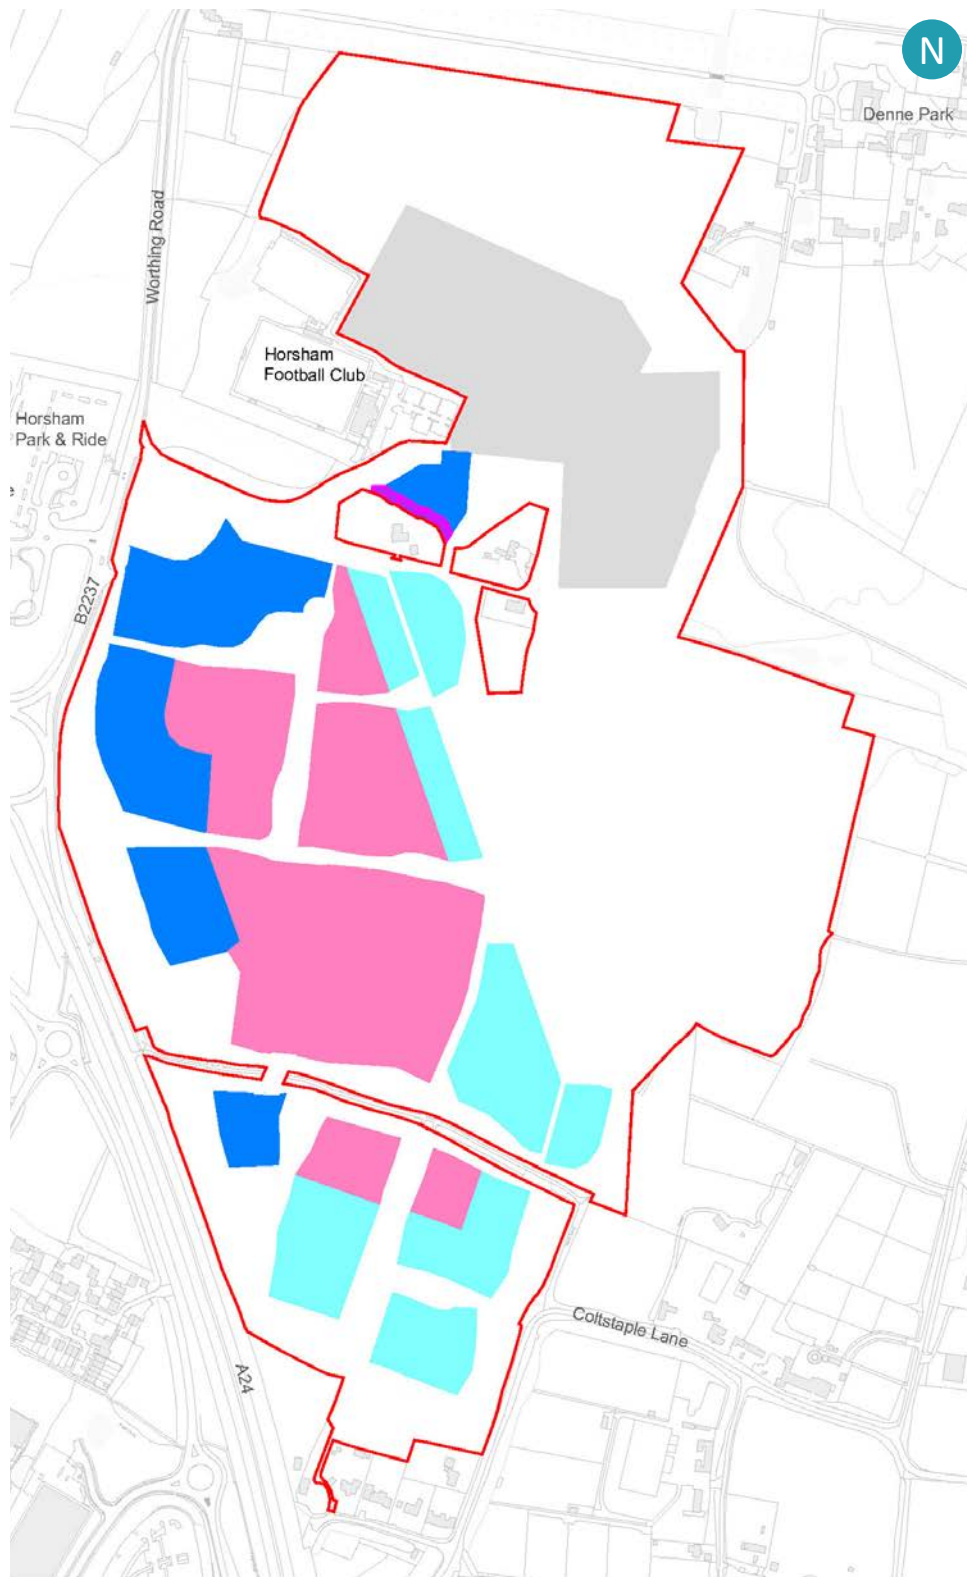 N
Denne Park
Worthing Road
Horsham
Football Club
Horsham
Park & Ride
B2237
Coltstaple Lane
A24